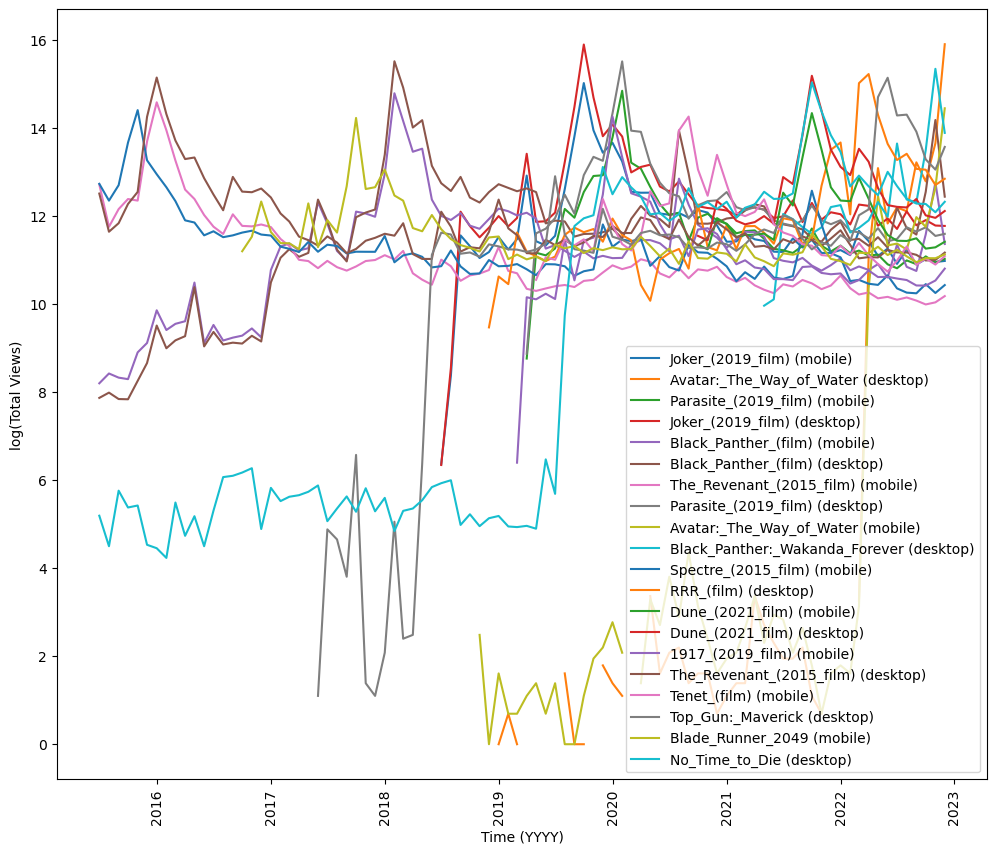 16
14
12
10
8
6
4
2
0
log(Total Views)
Joker_(2019_film) (mobile)
Avatar:_The_Way_of_Water (desktop)
Parasite_(2019_film) (mobile)
Joker_(2019_film) (desktop)
Black_Panther_(film) (mobile)
Black_Panther_(film) (desktop)
The_Revenant_(2015_film) (mobile)
Parasite_(2019_film) (desktop)
Avatar:_The_Way_of_Water (mobile)
Black_Panther:_Wakanda_Forever (desktop)
Spectre_(2015_film) (mobile)
RRR_(film) (desktop)
Dune_(2021_film) (mobile)
Dune_(2021_film) (desktop)
1917_(2019_film) (mobile)
The_Revenant_(2015_film) (desktop)
Tenet_(film) (mobile)
Top_Gun:_Maverick (desktop)
Blade_Runner_2049 (mobile)
No_Time_to_Die (desktop)
2016 2017 2018 2019 2020 2021 2022 2023
Time (YYYY)